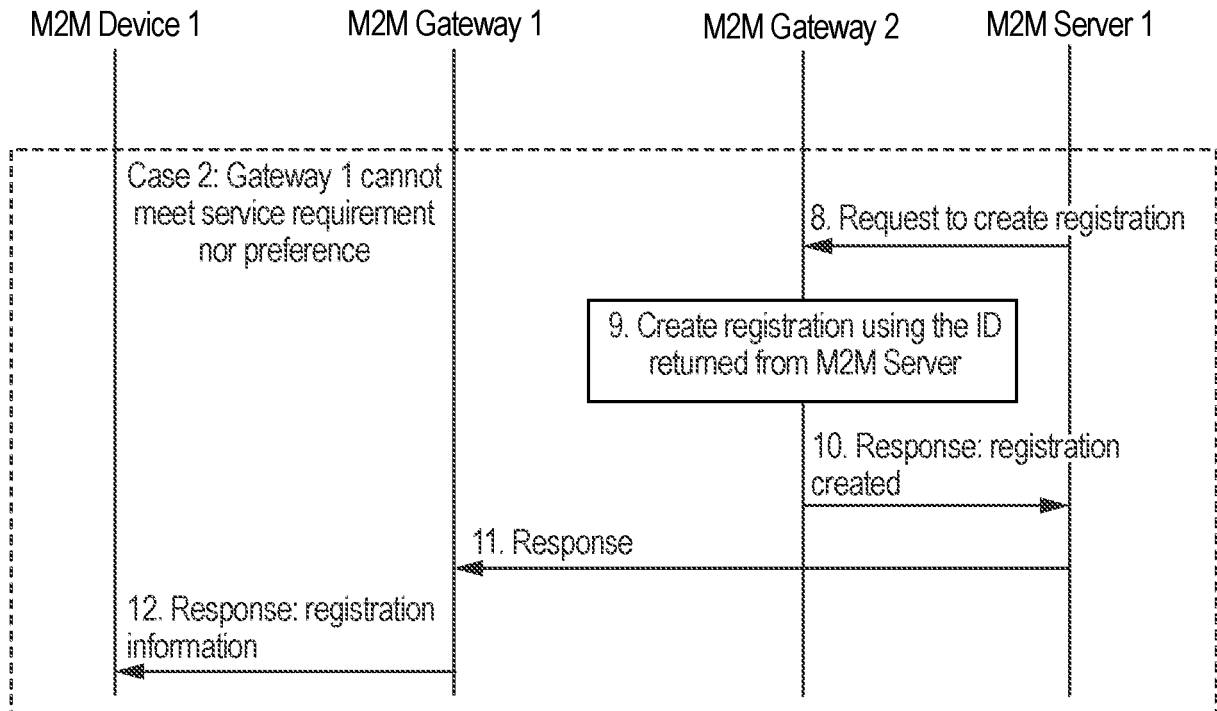 M2M Device 1
M2M Gateway 1
M2M Gateway 2
M2M Server 1
Case 2: Gateway 1 cannot
meet service requirement
nor preference
8. Request to create registration
9. Create registration using the ID
returned from M2M Server
10. Response: registration
created
11. Response
12. Response: registration
information